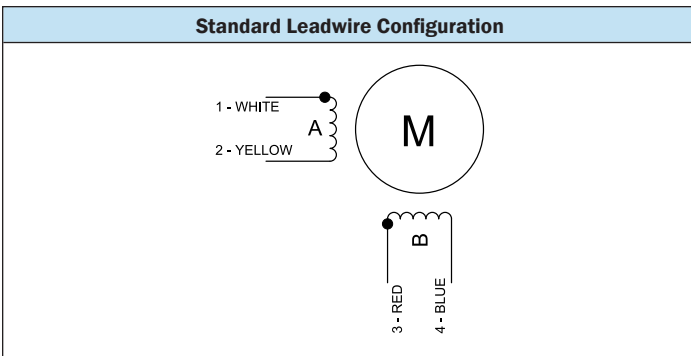 Standard Leadwire Configuration
1 - WHITE
A
2 - YELLOW
M
B
3 - RED
4 - BLUE